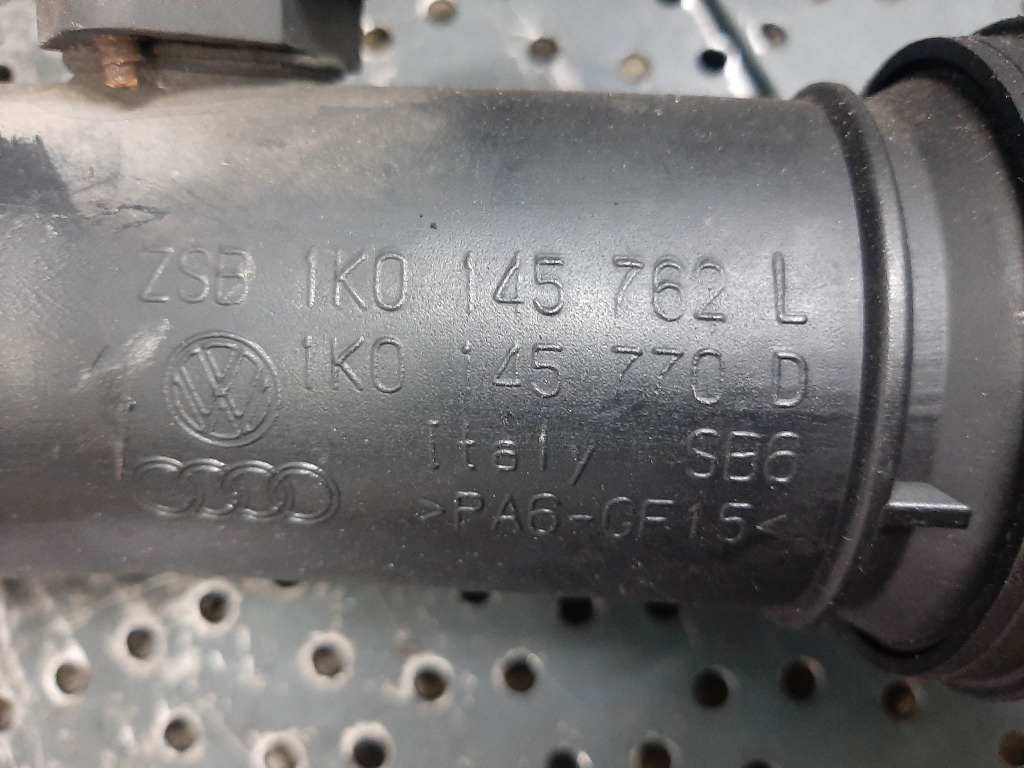 ZSB 1K0 145 762 L
1K0 145 770 D
Italy SB6
>PA6-GF15<